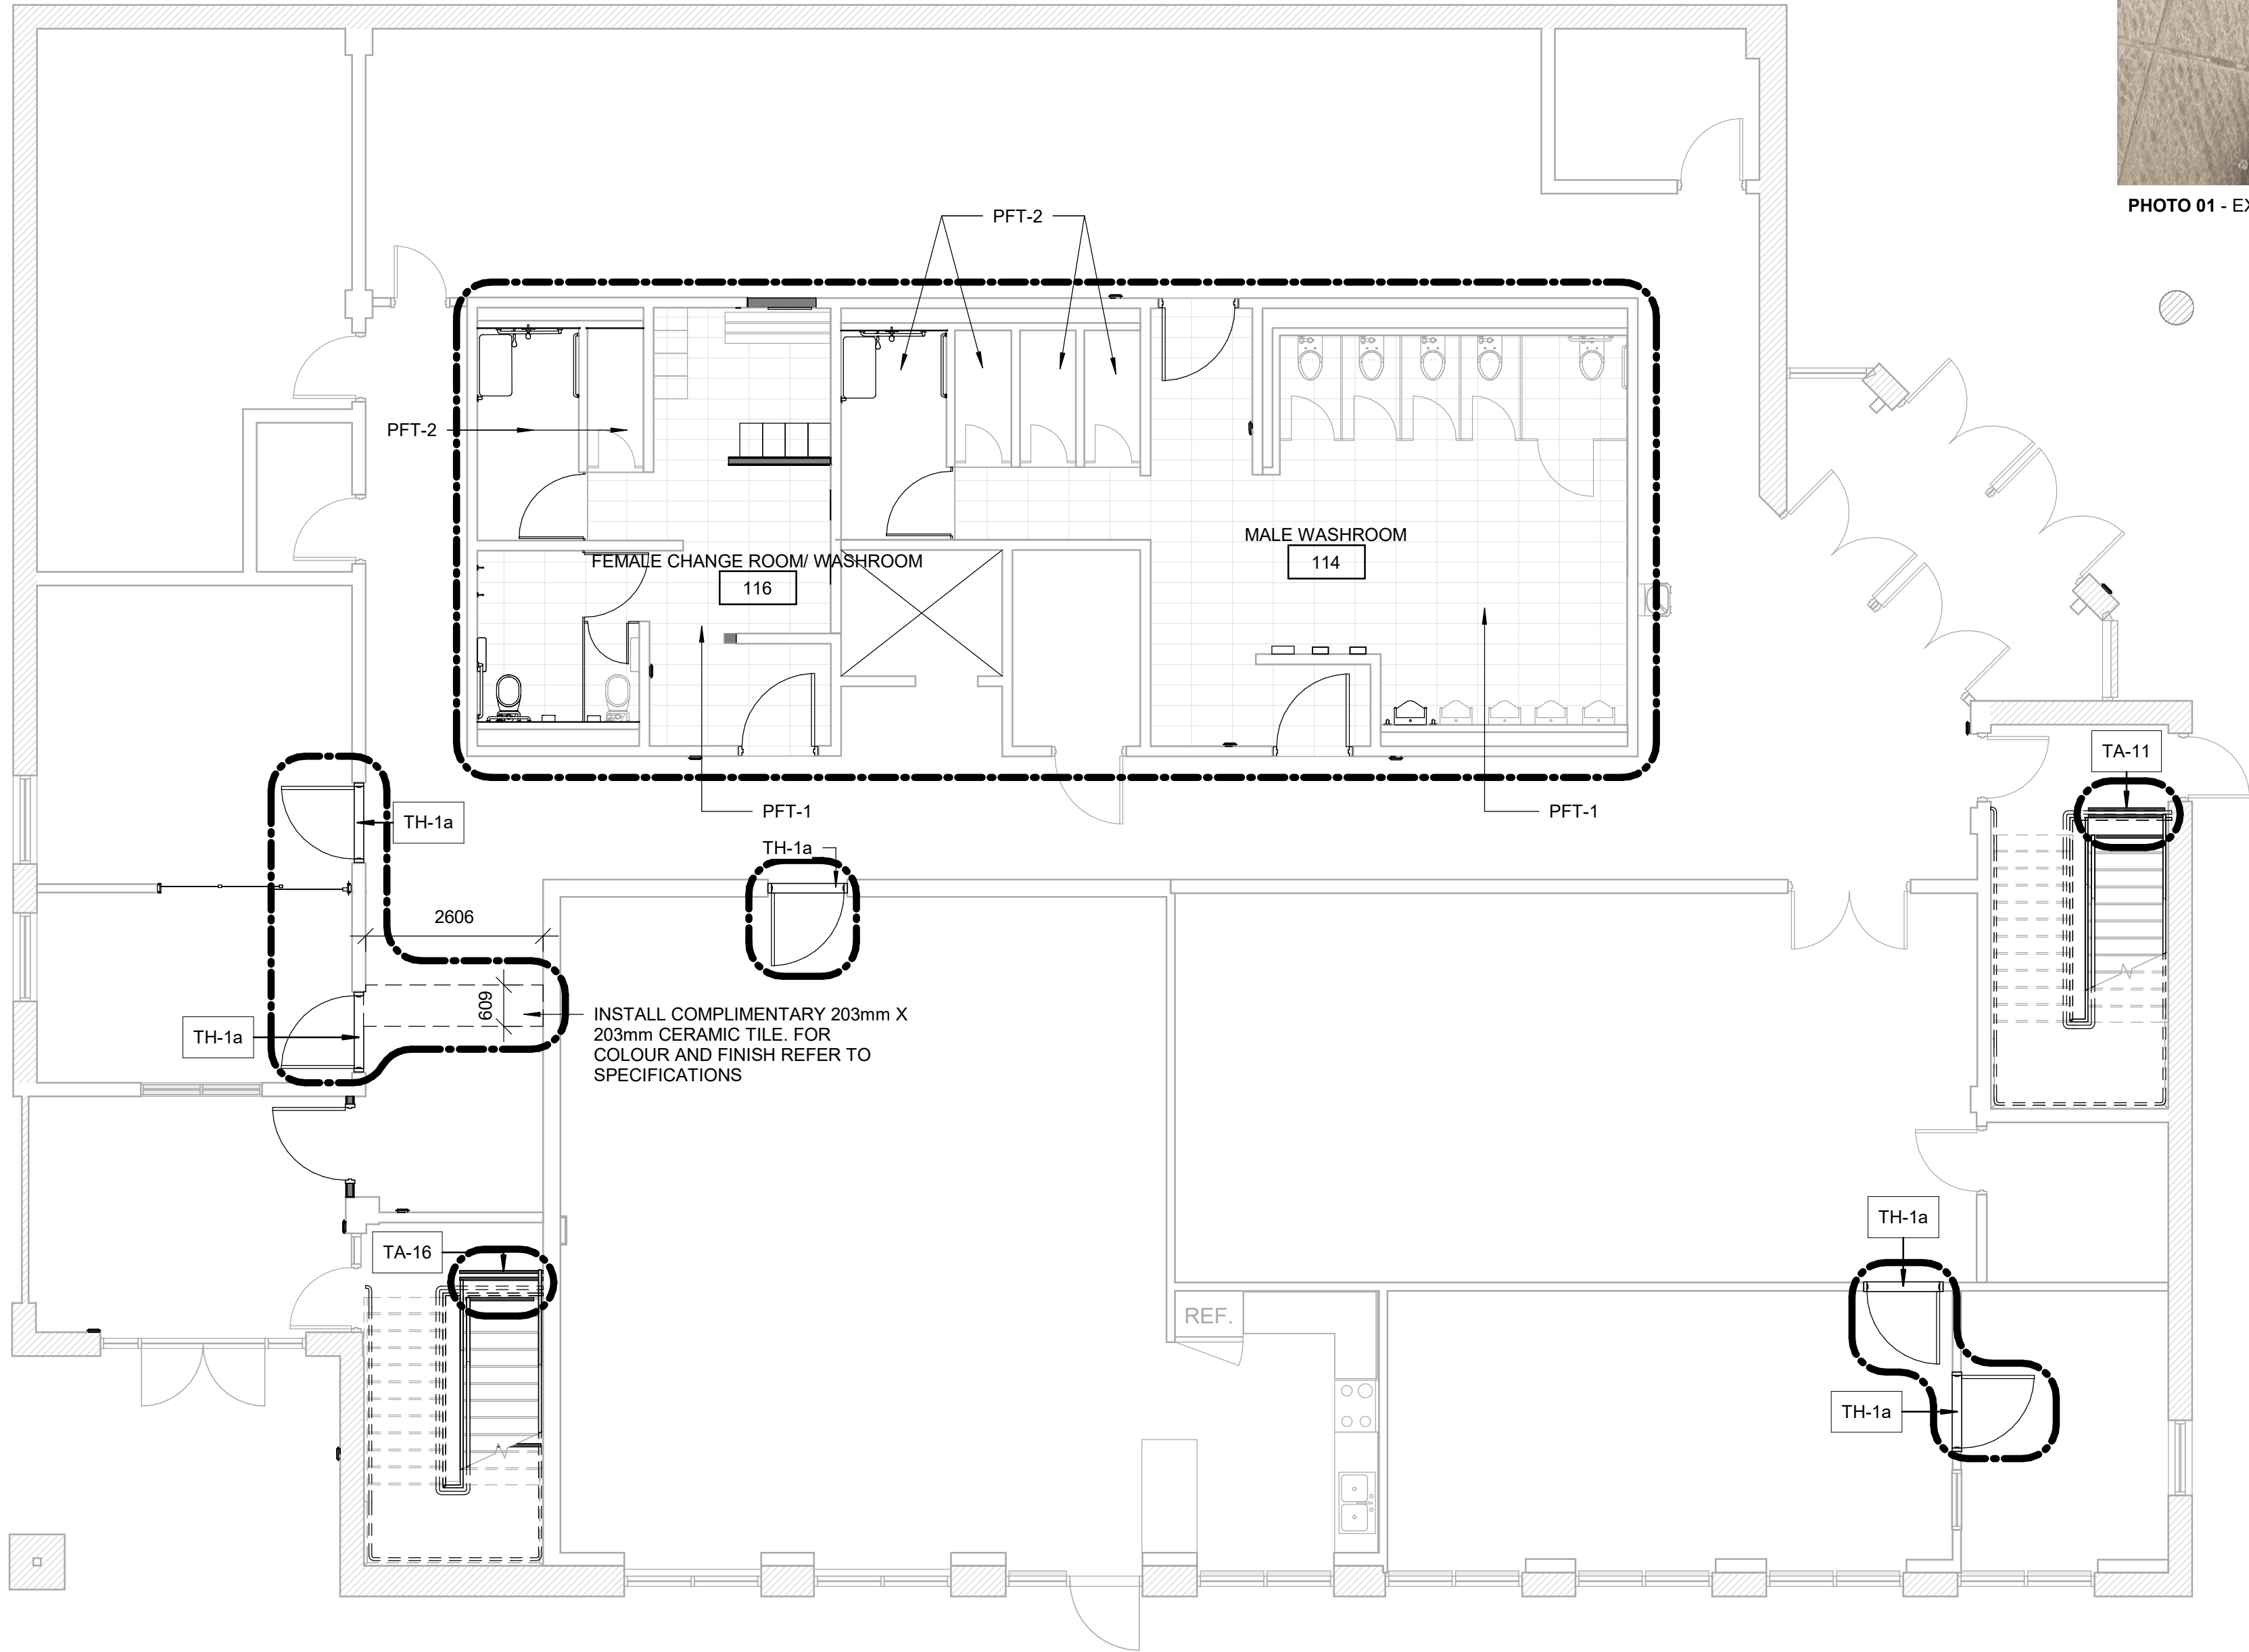 PHOTO 01 - EX
PFT-2
PFT-2
MALE WASHROOM
114
FEMALE CHANGE ROOM/ WASHROOM
116
TA-11
TH-1a
PFT-1
PFT-1
TH-1a
2606
609
INSTALL COMPLIMENTARY 203mm X
203mm CERAMIC TILE. FOR
COLOUR AND FINISH REFER TO
SPECIFICATIONS
TH-1a
TH-1a
TA-16
REF.
TH-1a